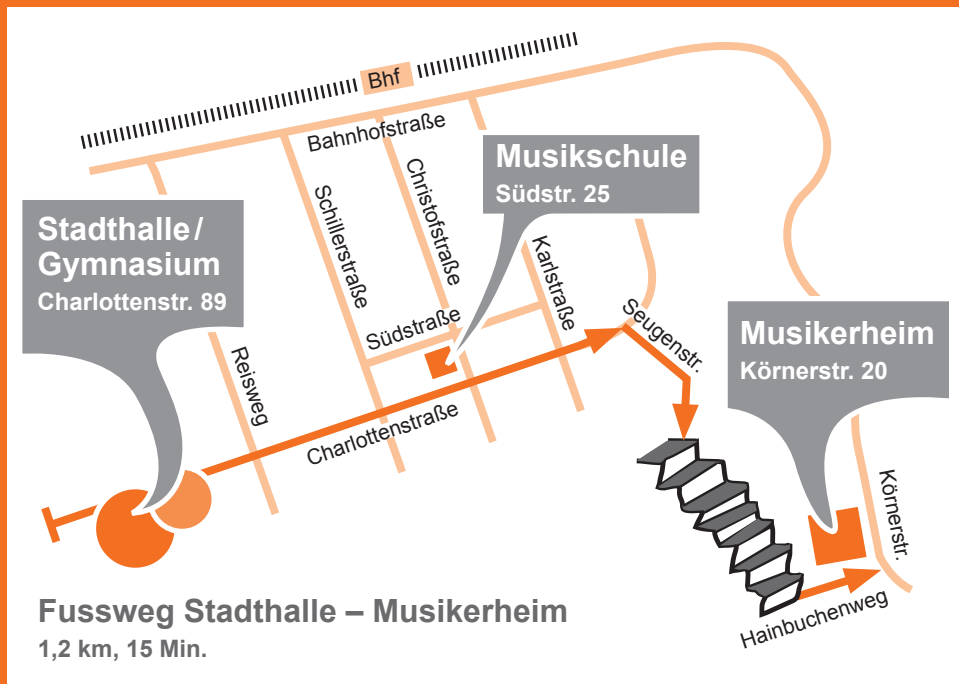 Bhf
Bahnhofstraße
Musikschule
Südstr. 25
Stadthalle/
Gymnasium
Charlottenstr. 89
Schillerstraße
Christofstraße
Karlstraße
Südstraße
Seugenstr.
Reisweg
Charlottenstraße
Musikerheim
Körnerstr. 20
Körnerstr.
Hainbuchenweg
Fussweg Stadthalle – Musikerheim
1,2 km, 15 Min.